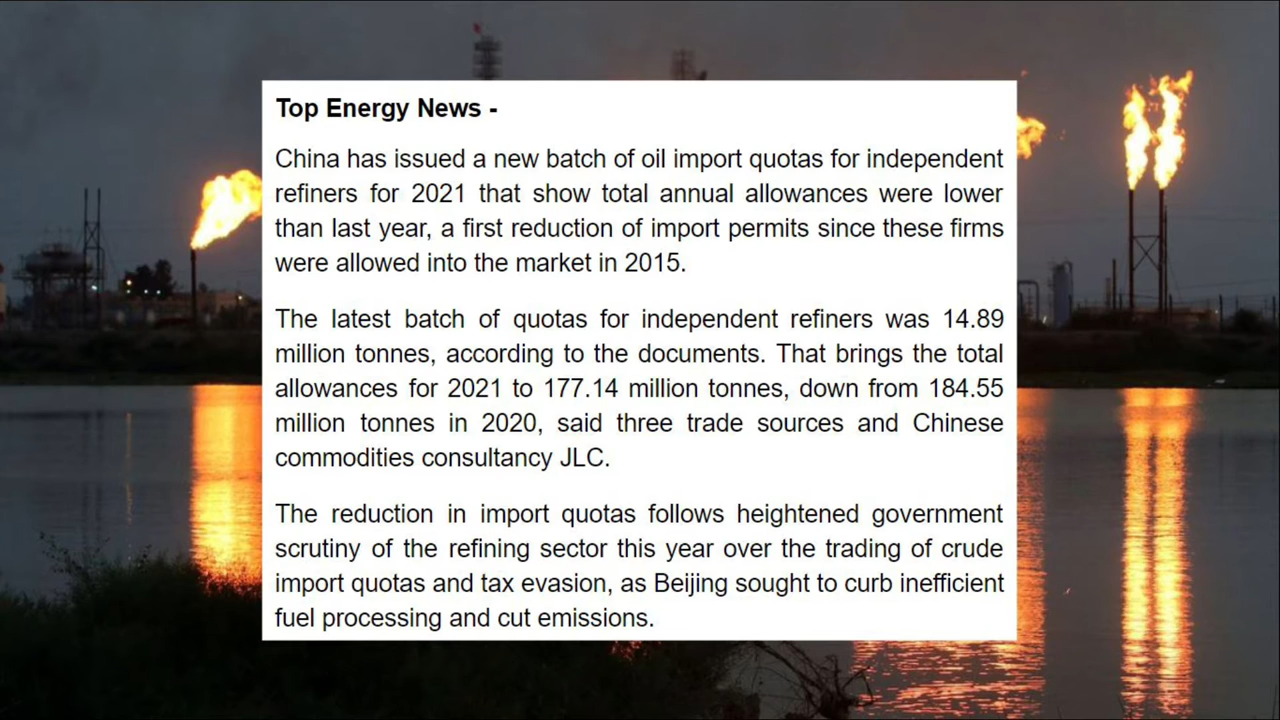 Top Energy News -
China has issued a new batch of oil import quotas for independent
refiners for 2021 that show total annual allowances were lower
than last year, a first reduction of import permits since these firms
were allowed into the market in 2015.
The latest batch of quotas for independent refiners was 14.89
million tonnes, according to the documents. That brings the total
allowances for 2021 to 177.14 million tonnes, down from 184.55
million tonnes in 2020, said three trade sources and Chinese
commodities consultancy JLC.
The reduction in import quotas follows heightened government
scrutiny of the refining sector this year over the trading of crude
import quotas and tax evasion, as Beijing sought to curb inefficient
fuel processing and cut emissions.